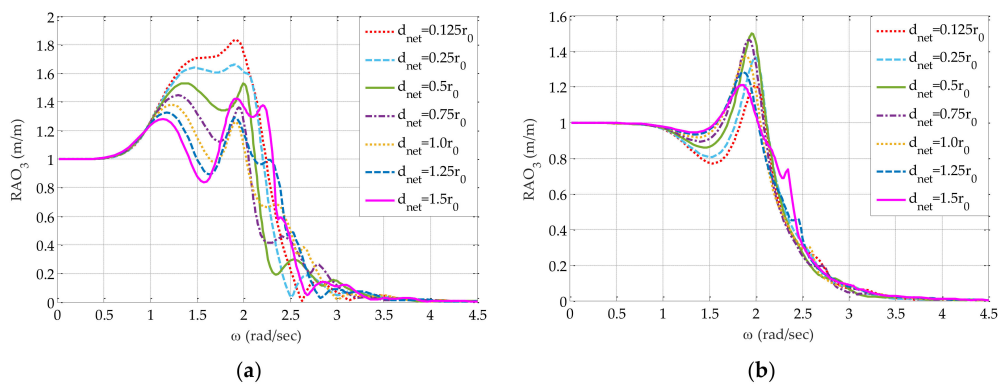 2
1.8
1.6
1.4
1.2
1
0.8
0.6
0.4
0.2
0
RAO3 (m/m)
0 0.5 1 1.5 2 2.5 3 3.5 4 4.5
ω (rad/sec)
dnet=0.125r0
dnet=0.25r0
dnet=0.5r0
dnet=0.75r0
dnet=1.0r0
dnet=1.25r0
dnet=1.5r0
(a)
1.6
1.4
1.2
1
0.8
0.6
0.4
0.2
0
RAO3 (m/m)
0 0.5 1 1.5 2 2.5 3 3.5 4 4.5
ω (rad/sec)
dnet=0.125r0
dnet=0.25r0
dnet=0.5r0
dnet=0.75r0
dnet=1.0r0
dnet=1.25r0
dnet=1.5r0
(b)